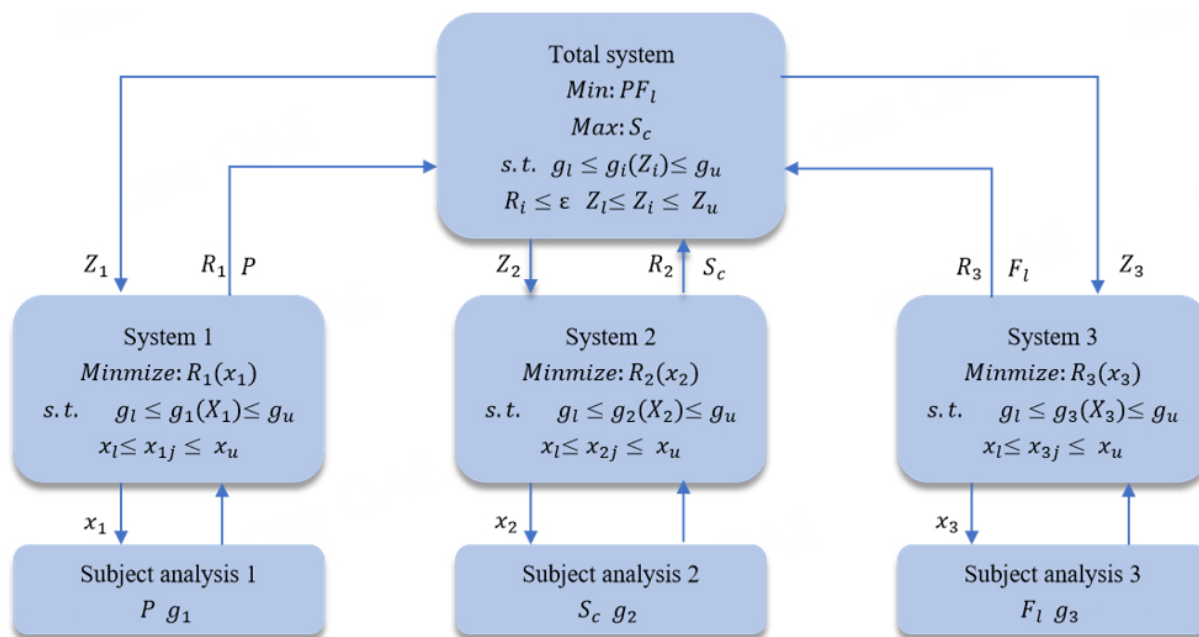 Total system
Min: PF_l
Max: S_c
s.t. g_l ≤ g_i(Z_i) ≤ g_u
R_i ≤ ε Z_l ≤ Z_i ≤ Z_u
Z_1
R_1 P
Z_2
R_2 S_c
R_3 F_l
Z_3
System 1
Minmize: R_1(x_1)
s.t. g_l ≤ g_1(X_1) ≤ g_u
x_l ≤ x_1j ≤ x_u
System 2
Minmize: R_2(x_2)
s.t. g_l ≤ g_2(X_2) ≤ g_u
x_l ≤ x_2j ≤ x_u
System 3
Minmize: R_3(x_3)
s.t. g_l ≤ g_3(X_3) ≤ g_u
x_l ≤ x_3j ≤ x_u
x_1
x_2
x_3
Subject analysis 1
P g_1
Subject analysis 2
S_c g_2
Subject analysis 3
F_l g_3